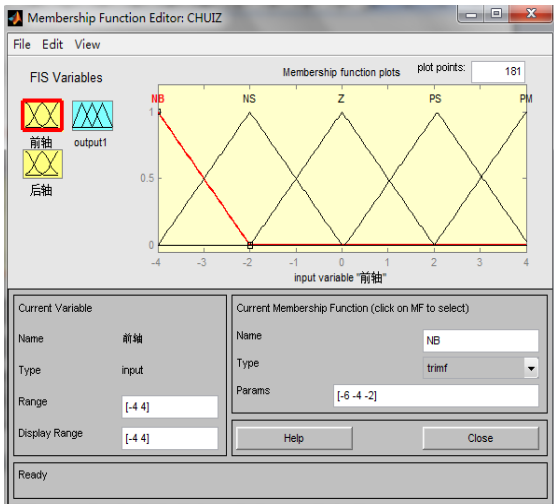 Membership Function Editor: CHUIZ
File Edit View
FIS Variables
Membership function plots
plot points:
181
前轴
output1
后轴
NB NS Z PS PM
1
0.5
0
-4 -3 -2 -1 0 1 2 3 4
input variable "前轴"
Current Variable
Name 前轴
Type input
Range [-4 4]
Display Range [-4 4]
Current Membership Function (click on MF to select)
Name NB
Type trimf
Params [-6 -4 -2]
Help Close
Ready